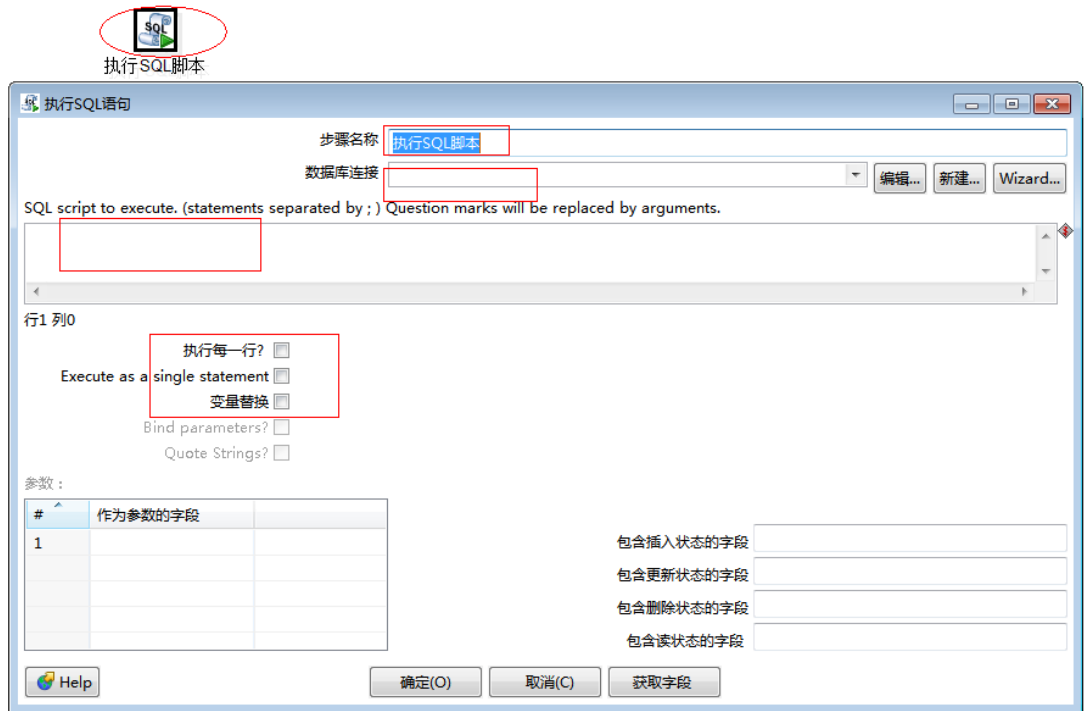 SQL
执行SQL脚本
执行SQL语句
步骤名称 执行SQL脚本
数据库连接 编辑... 新建... Wizard...
SQL script to execute. (statements separated by ; ) Question marks will be replaced by arguments.
行1 列0
执行每一行?
Execute as a single statement
变量替换
Bind parameters?
Quote Strings?
参数 :
# 作为参数的字段
1
包含插入状态的字段
包含更新状态的字段
包含删除状态的字段
包含读状态的字段
Help 确定(O) 取消(C) 获取字段